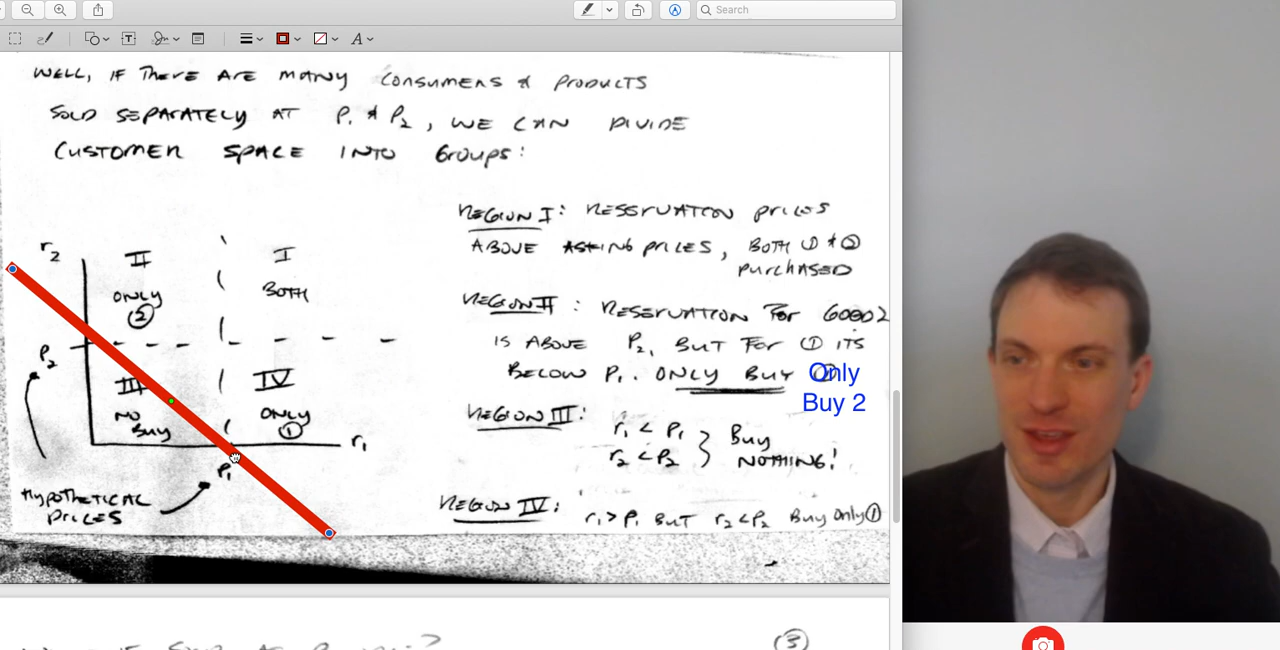 Search
WELL, IF THERE ARE MANY CONSUMERS & PRODUCTS
SOLD SEPARATELY AT P1 & P2, WE CAN DIVIDE
CUSTOMER SPACE INTO GROUPS:
REGION I: RESERVATION PRICES
ABOVE ASKING PRICES, BOTH ① & ②
PURCHASED
REGION II: RESERVATION FOR GOOD 2
IS ABOVE P2, BUT FOR ① ITS
BELOW P1. ONLY BUY
Only
Buy 2
REGION III: r1 < P1
r2 < P2 } BUY
NOTHING!
REGION IV: r1 > P1 BUT r2 < P2 BUY ONLY ①
r2
II
ONLY
②
I
BOTH
P2
III
NO
BUY
IV
ONLY
①
r1
P1
HYPOTHETICAL
PRICES
IF SOLD AS
③